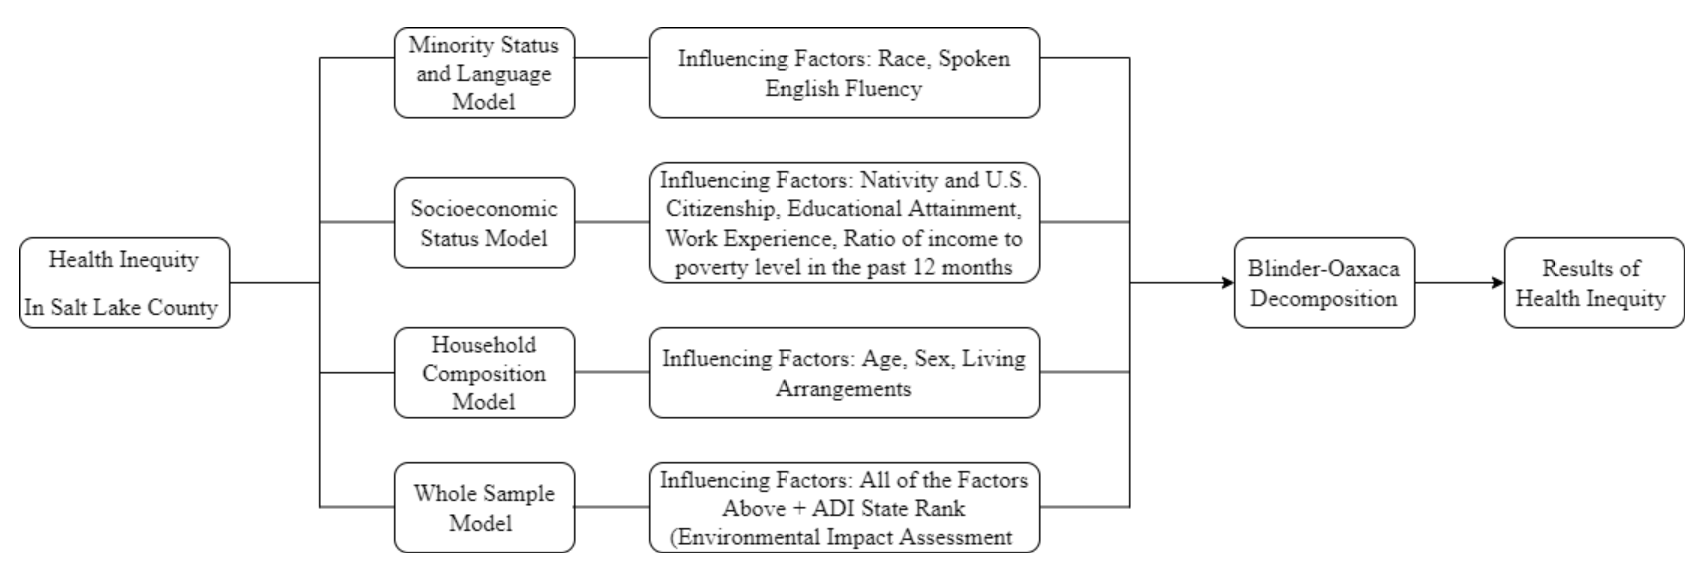 Health Inequity
In Salt Lake County
Minority Status
and Language
Model
Influencing Factors: Race, Spoken
English Fluency
Socioeconomic
Status Model
Influencing Factors: Nativity and U.S.
Citizenship, Educational Attainment,
Work Experience, Ratio of income to
poverty level in the past 12 months
Household
Composition
Model
Influencing Factors: Age, Sex, Living
Arrangements
Whole Sample
Model
Influencing Factors: All of the Factors
Above + ADI State Rank
(Environmental Impact Assessment
Blinder-Oaxaca
Decomposition
Results of
Health Inequity